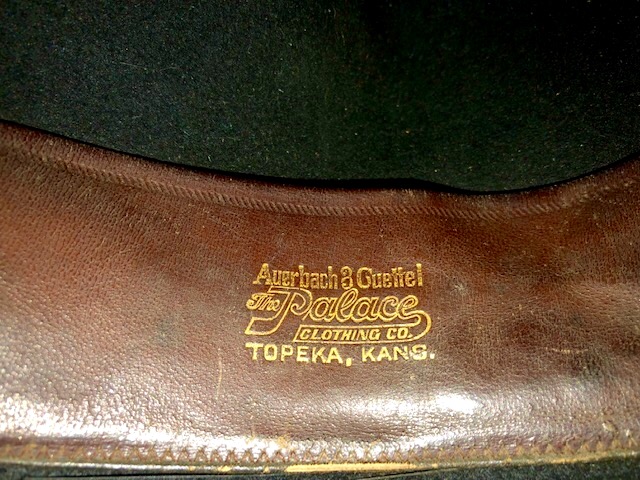 Auerbach & Guettel
The Palace
CLOTHING CO.
TOPEKA, KANS.